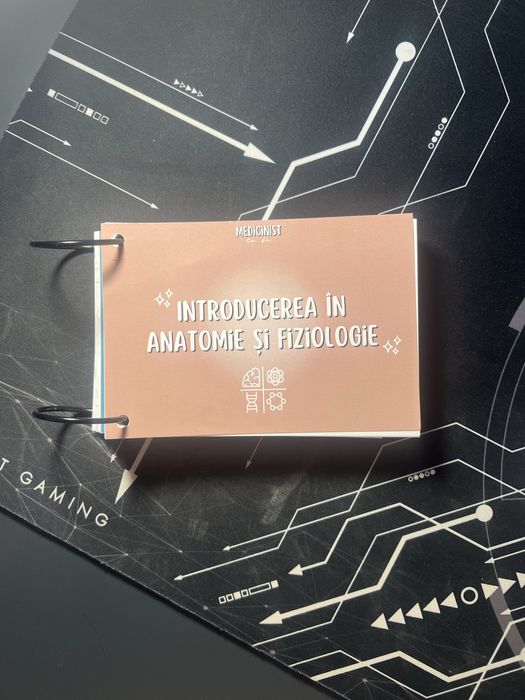 MEDICINIST
INTRODUCEREA ÎN
ANATOMIE ȘI FIZIOLOGIE
T GAMING